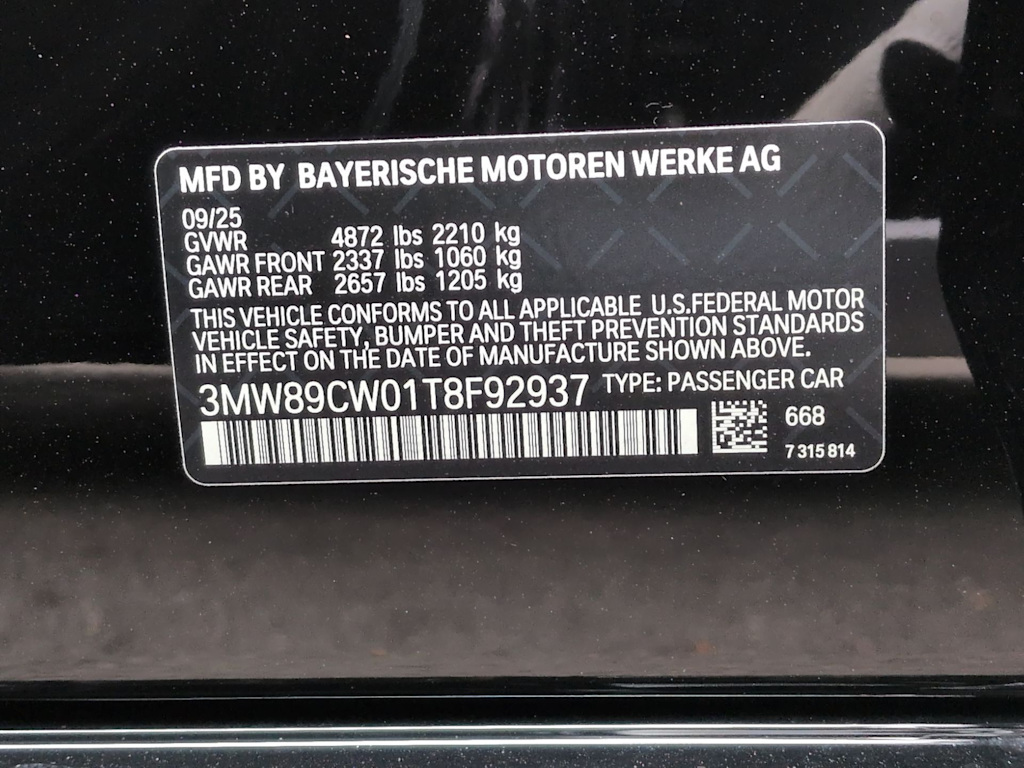 MFD BY BAYERISCHE MOTOREN WERKE AG
09/25
GVWR 4872 lbs 2210 kg
GAWR FRONT 2337 lbs 1060 kg
GAWR REAR 2657 lbs 1205 kg
THIS VEHICLE CONFORMS TO ALL APPLICABLE U.S.FEDERAL MOTOR
VEHICLE SAFETY, BUMPER AND THEFT PREVENTION STANDARDS
IN EFFECT ON THE DATE OF MANUFACTURE SHOWN ABOVE.
3MW89CW01T8F92937 TYPE: PASSENGER CAR
668
7 315 814